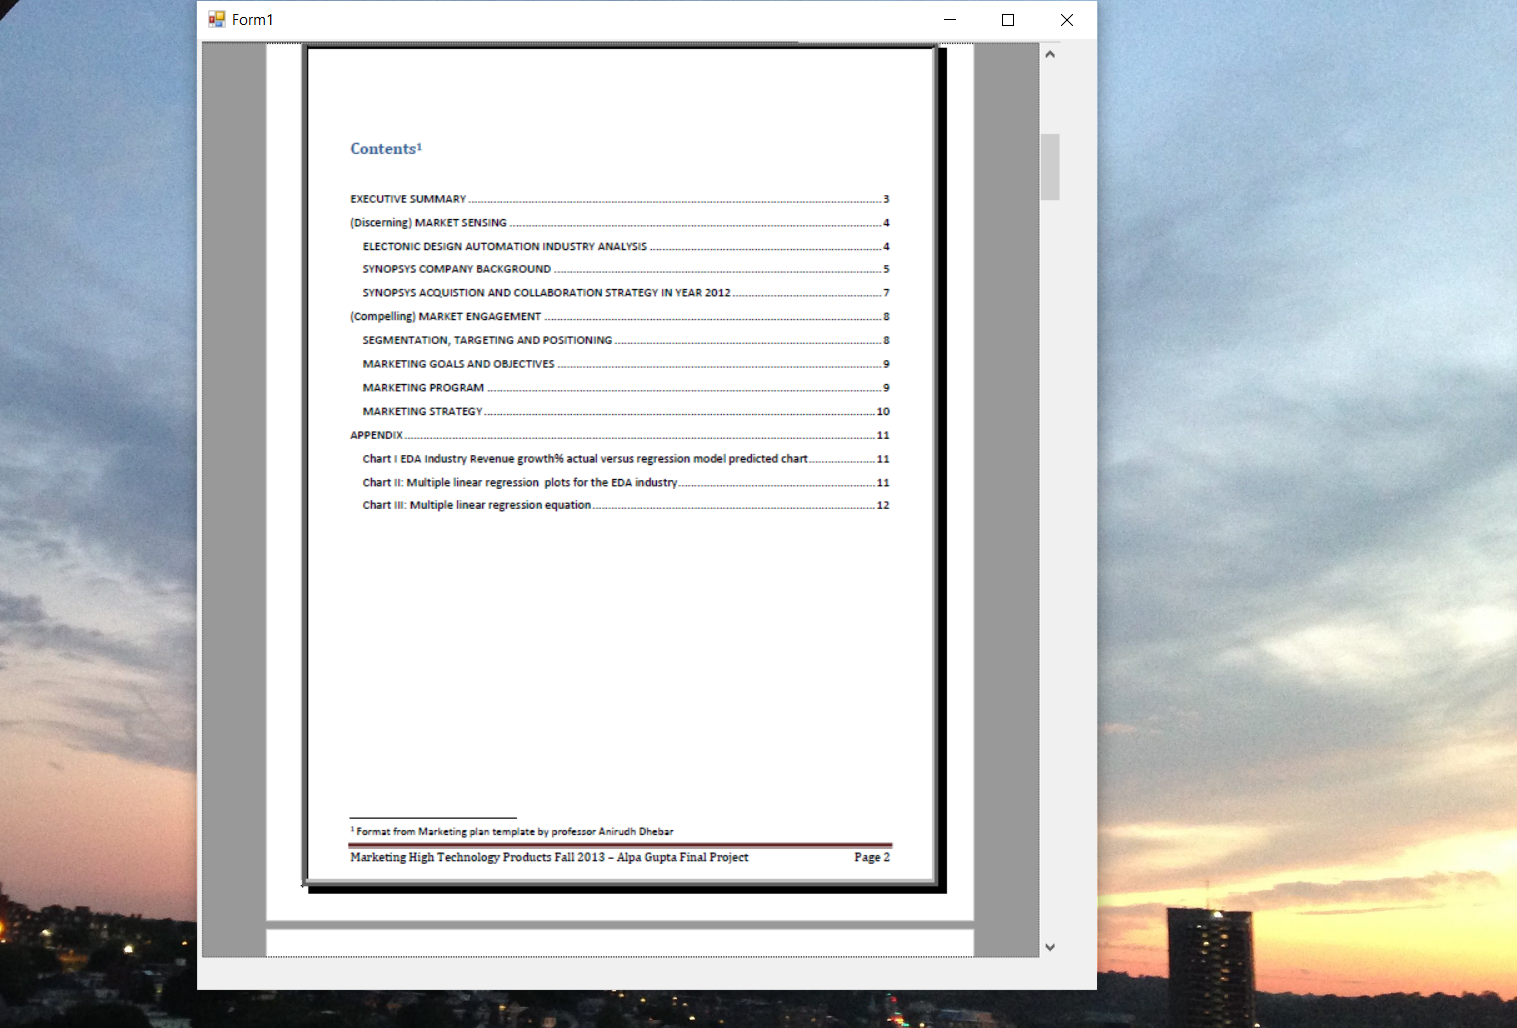 Form1
Contents¹
EXECUTIVE SUMMARY ........ 3
(Discerning) MARKET SENSING ........ 4
ELECTONIC DESIGN AUTOMATION INDUSTRY ANALYSIS ........ 4
SYNOPSYS COMPANY BACKGROUND ........ 5
SYNOPSYS ACQUISTION AND COLLABORATION STRATEGY IN YEAR 2012 ........ 7
(Compelling) MARKET ENGAGEMENT ........ 8
SEGMENTATION, TARGETING AND POSITIONING ........ 8
MARKETING GOALS AND OBJECTIVES ........ 9
MARKETING PROGRAM ........ 9
MARKETING STRATEGY ........ 10
APPENDIX ........ 11
Chart I EDA Industry Revenue growth% actual versus regression model predicted chart ........ 11
Chart II: Multiple linear regression plots for the EDA industry ........ 11
Chart III: Multiple linear regression equation ........ 12
¹ Format from Marketing plan template by professor Anirudh Dhebar
Marketing High Technology Products Fall 2013 – Alpa Gupta Final Project Page 2